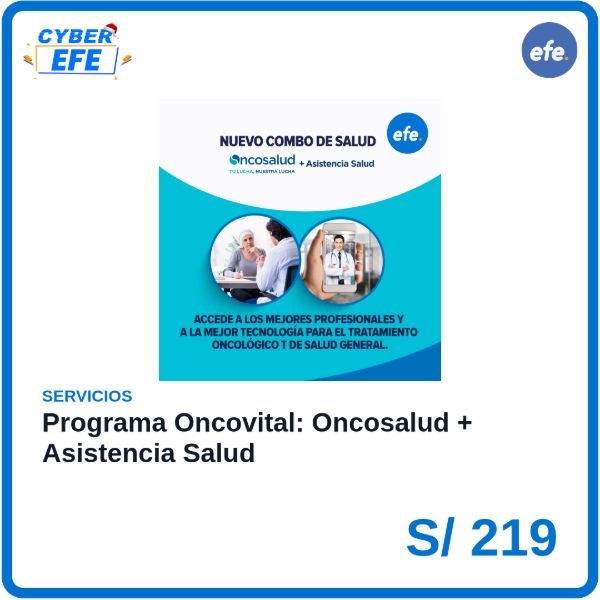 CYBER
EFE
efe.
NUEVO COMBO DE SALUD
efe.
Oncosalud
+ Asistencia Salud
TU LUCHA, NUESTRA LUCHA
ACCEDE A LOS MEJORES PROFESIONALES Y
A LA MEJOR TECNOLOGÍA PARA EL TRATAMIENTO
ONCOLÓGICO T DE SALUD GENERAL.
SERVICIOS
Programa Oncovital: Oncosalud +
Asistencia Salud
S/ 219